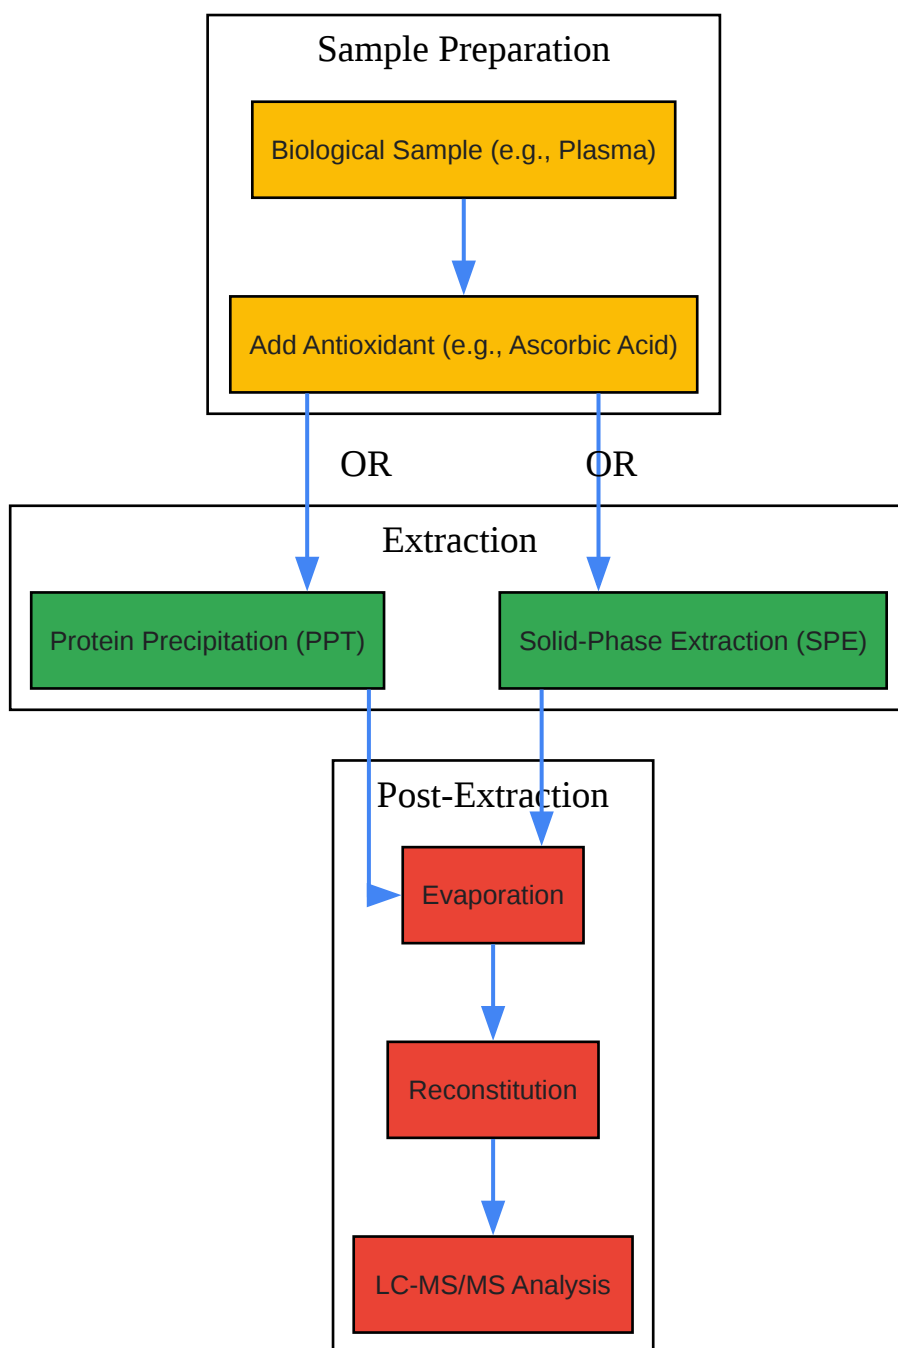 Sample Preparation
Biological Sample (e.g., Plasma)
Add Antioxidant (e.g., Ascorbic Acid)
OR
OR
Extraction
Protein Precipitation (PPT)
Solid-Phase Extraction (SPE)
Post-Extraction
Evaporation
Reconstitution
LC-MS/MS Analysis